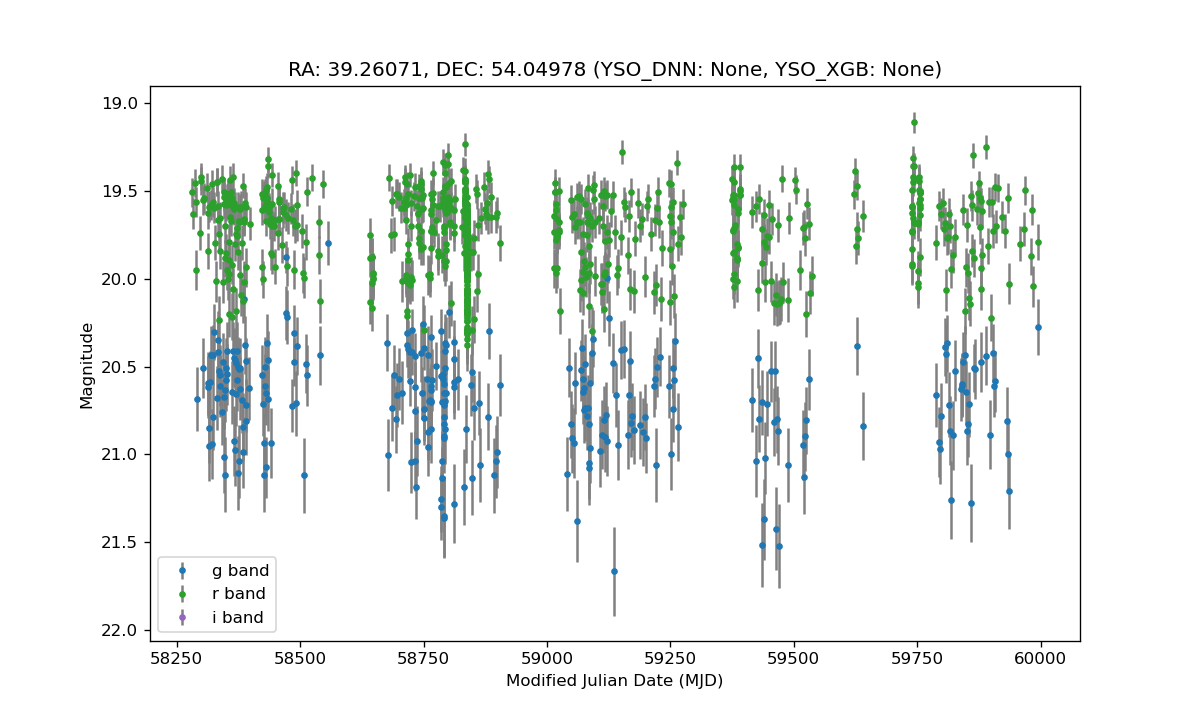 RA: 39.26071, DEC: 54.04978 (YSO_DNN: None, YSO_XGB: None)
19.0
19.5
20.0
20.5
21.0
21.5
22.0
Magnitude
g band
r band
i band
58250 58500 58750 59000 59250 59500 59750 60000
Modified Julian Date (MJD)